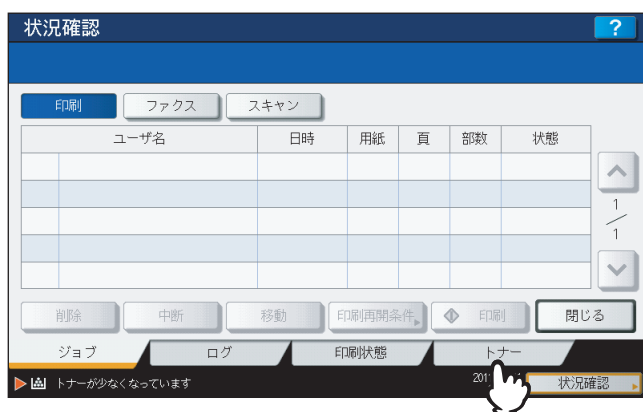 状況確認 ?
印刷 ファクス スキャン
ユーザ名 日時 用紙 頁 部数 状態
1
1
削除 中断 移動 印刷再開条件 印刷 閉じる
ジョブ ログ 印刷状態 トナー
トナーが少なくなっています 状況確認